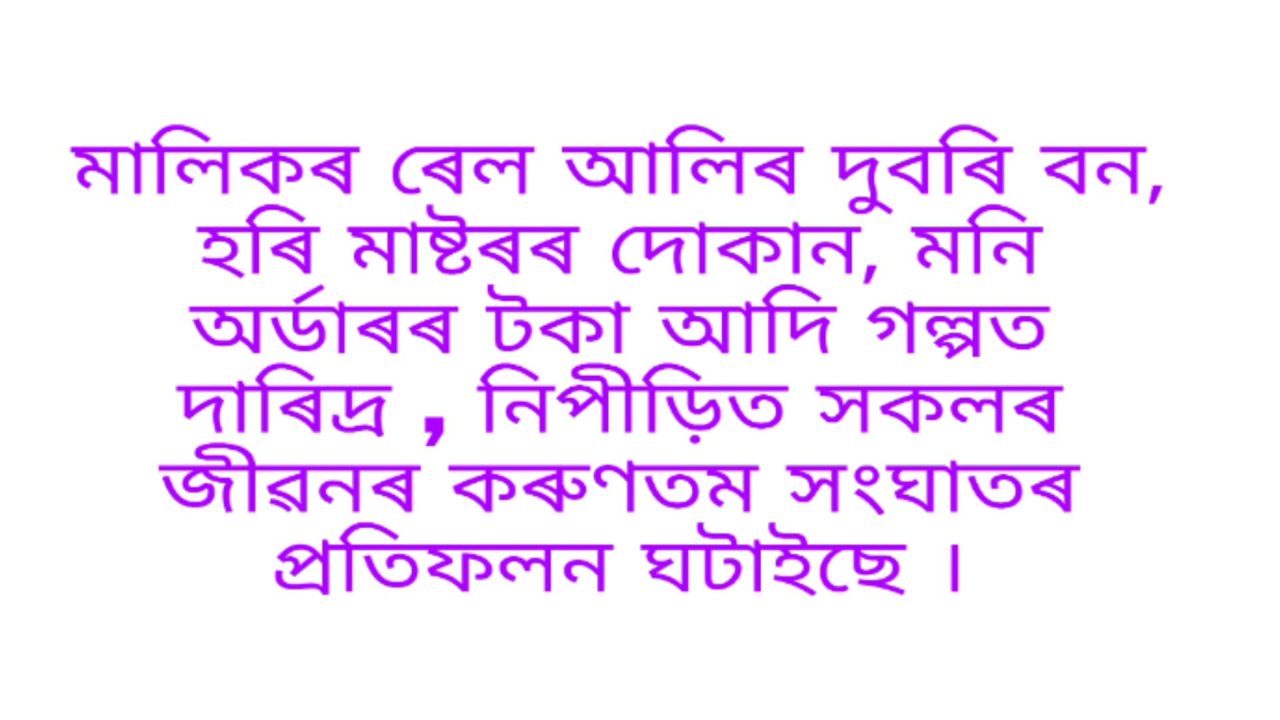 মালিকৰ ৰেল আলিৰ দুবৰি বন,
হৰি মাষ্টৰৰ দোকান, মনি
অৰ্ডাৰৰ টকা আদি গল্পত
দাৰিদ্ৰ , নিপীড়িত সকলৰ
জীৱনৰ কৰুণতম সংঘাতৰ
প্ৰতিফলন ঘটাইছে ।